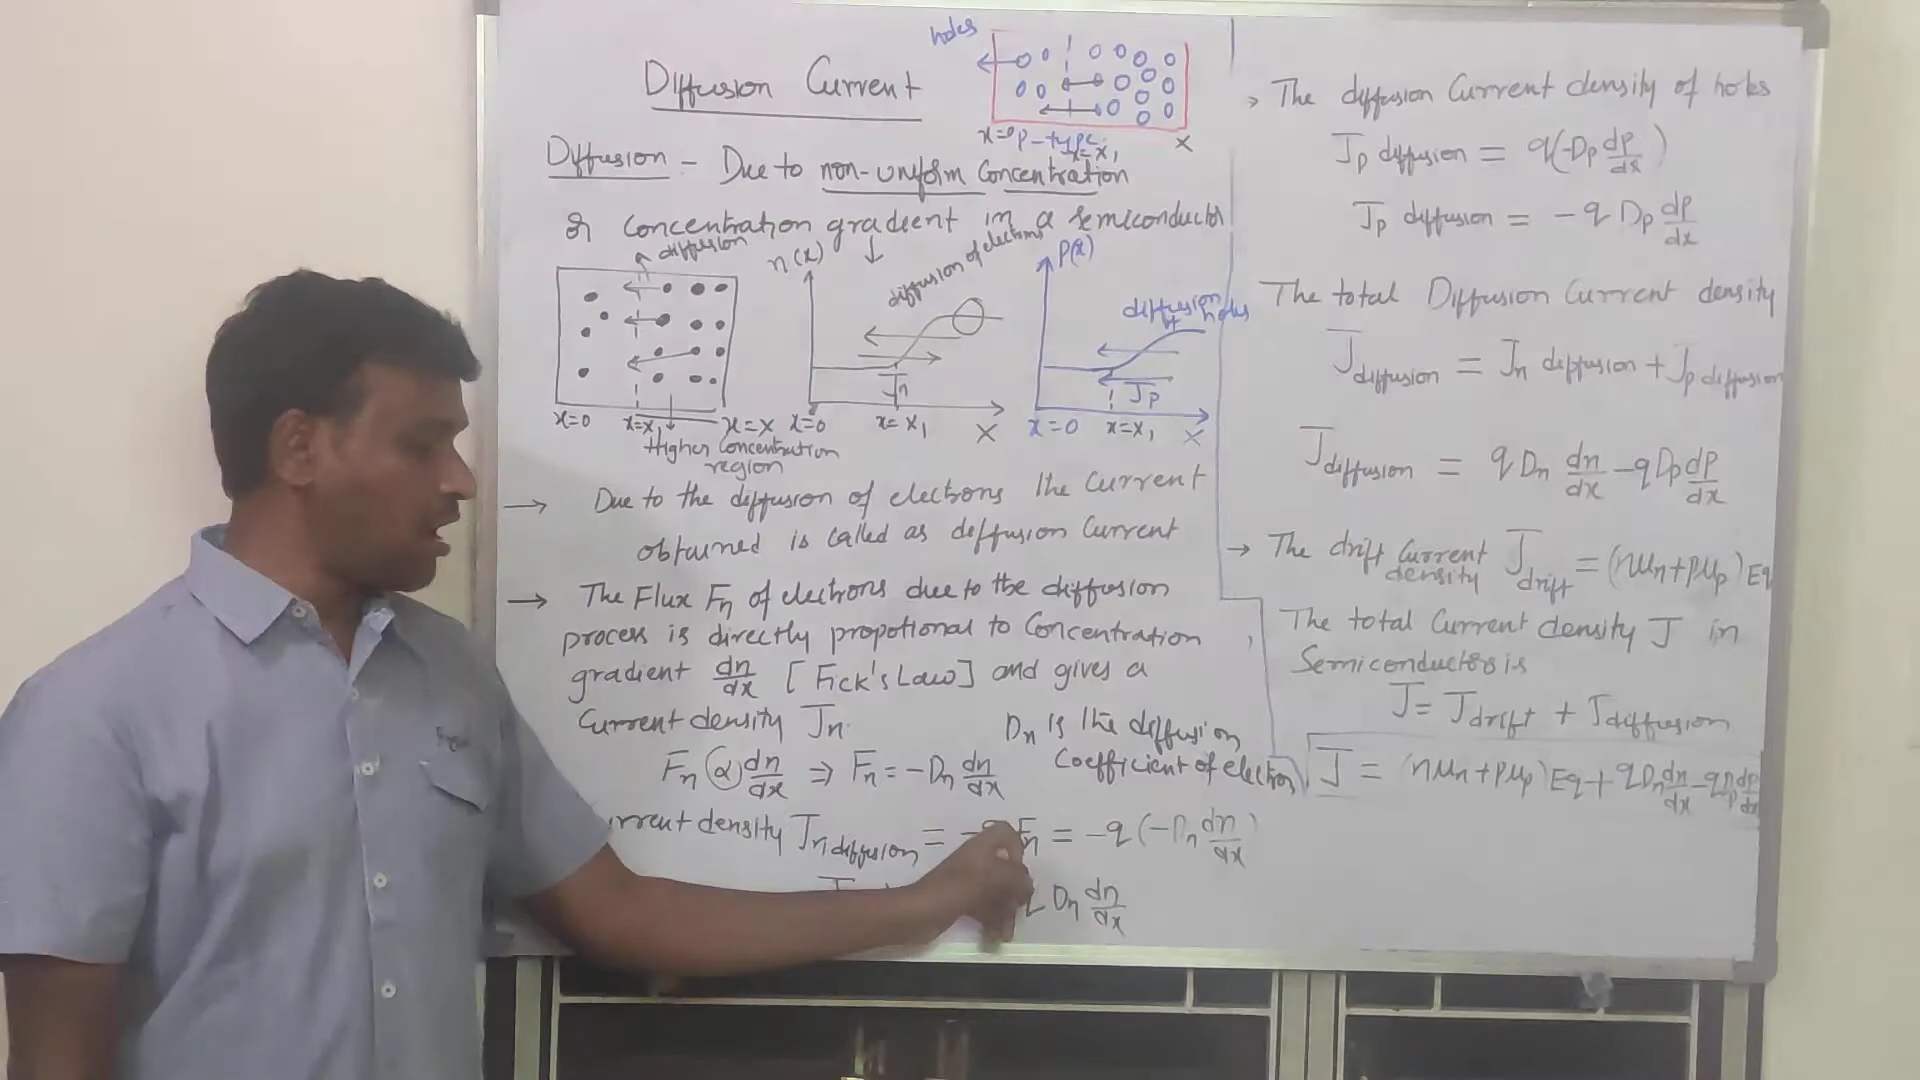 Diffusion Current
holes
x=0 p-type x=x₁ x
Diffusion - Due to non-uniform Concentration
or concentration gradient in a semiconductor
diffusion
x=0 x=x₁ x=x
Higher concentration
region
n(x)
diffusion of electrons
Jn
x=0 x=x₁ x
p(x)
diffusion
of holes
Jp
x=0 x=x₁ x
→ Due to the diffusion of electrons the current
obtained is called as diffusion current
→ The Flux Fn of electrons due to the diffusion
process is directly propotional to Concentration
gradient dn/dx [Fick's Law] and gives a
Current density Jn.
Fn (α) dn/dx ⇒ Fn = -Dn dn/dx
Dn is the diffusion
Coefficient of electron
urrent density Jn diffusion = -q Fn = -q (-Dn dn/dx)
Dn dn/dx
> The diffusion Current density of holes
Jp diffusion = q(-Dp dp/dx)
Jp diffusion = -q Dp dp/dx
The total Diffusion Current density
Jdiffusion = Jn diffusion + Jp diffusion
Jdiffusion = q Dn dn/dx - q Dp dp/dx
→ The drift Current density Jdrift = (nμn+pμp)Eq
The total Current density J in
Semiconductors is
J = Jdrift + Jdiffusion
J = (nμn+pμp)Eq + qDn dn/dx - qDp dp/dx